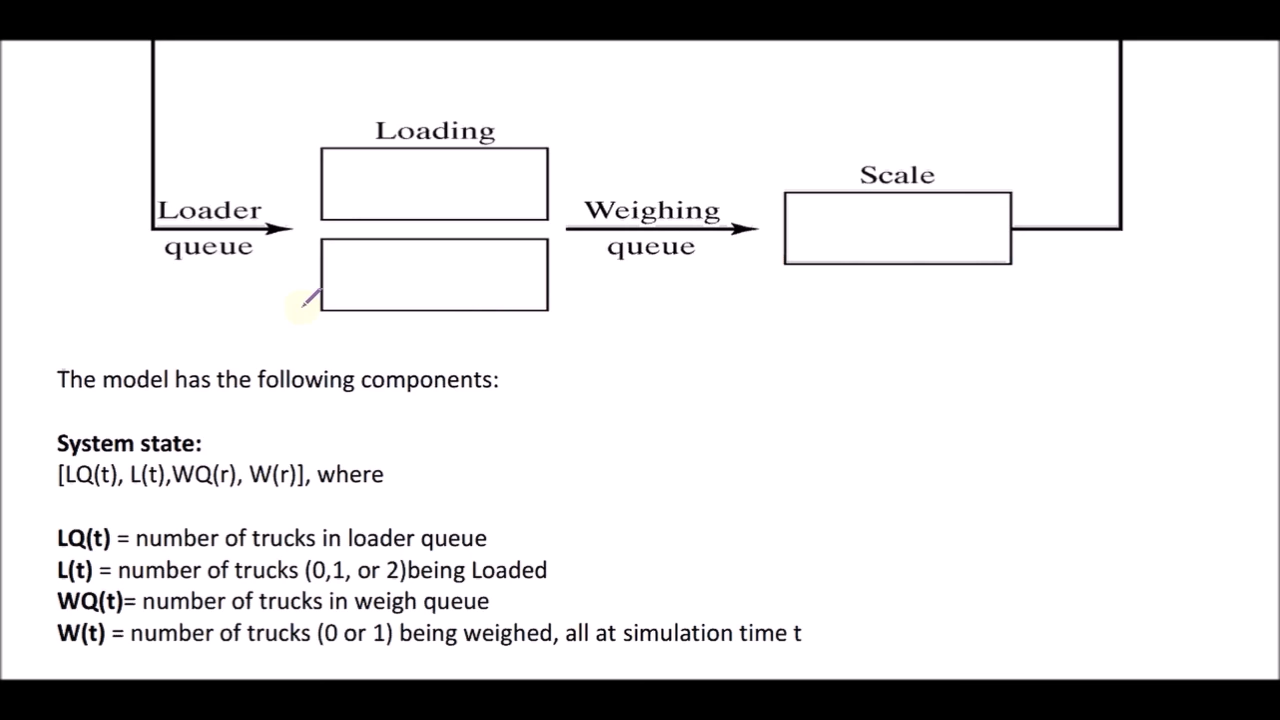 Loading
Scale
Loader
queue
Weighing
queue
The model has the following components:
System state:
[LQ(t), L(t),WQ(r), W(r)], where
LQ(t) = number of trucks in loader queue
L(t) = number of trucks (0,1, or 2)being Loaded
WQ(t)= number of trucks in weigh queue
W(t) = number of trucks (0 or 1) being weighed, all at simulation time t